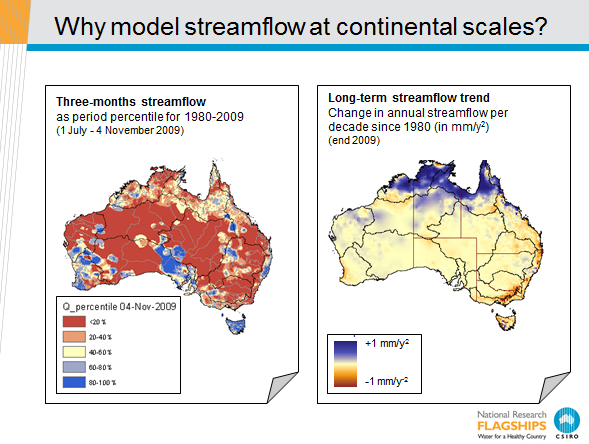 Why model streamflow at continental scales?
Three-months streamflow
as period percentile for 1980-2009
(1 July - 4 November 2009)
Q_percentile 04-Nov-2009
<20 %
20-40 %
40-60 %
60-80 %
80-100 %
Long-term streamflow trend
Change in annual streamflow per
decade since 1980 (in mm/y²)
(end 2009)
+1 mm/y²
-1 mm/y⁻²
National Research
FLAGSHIPS
Water for a Healthy Country
CSIRO